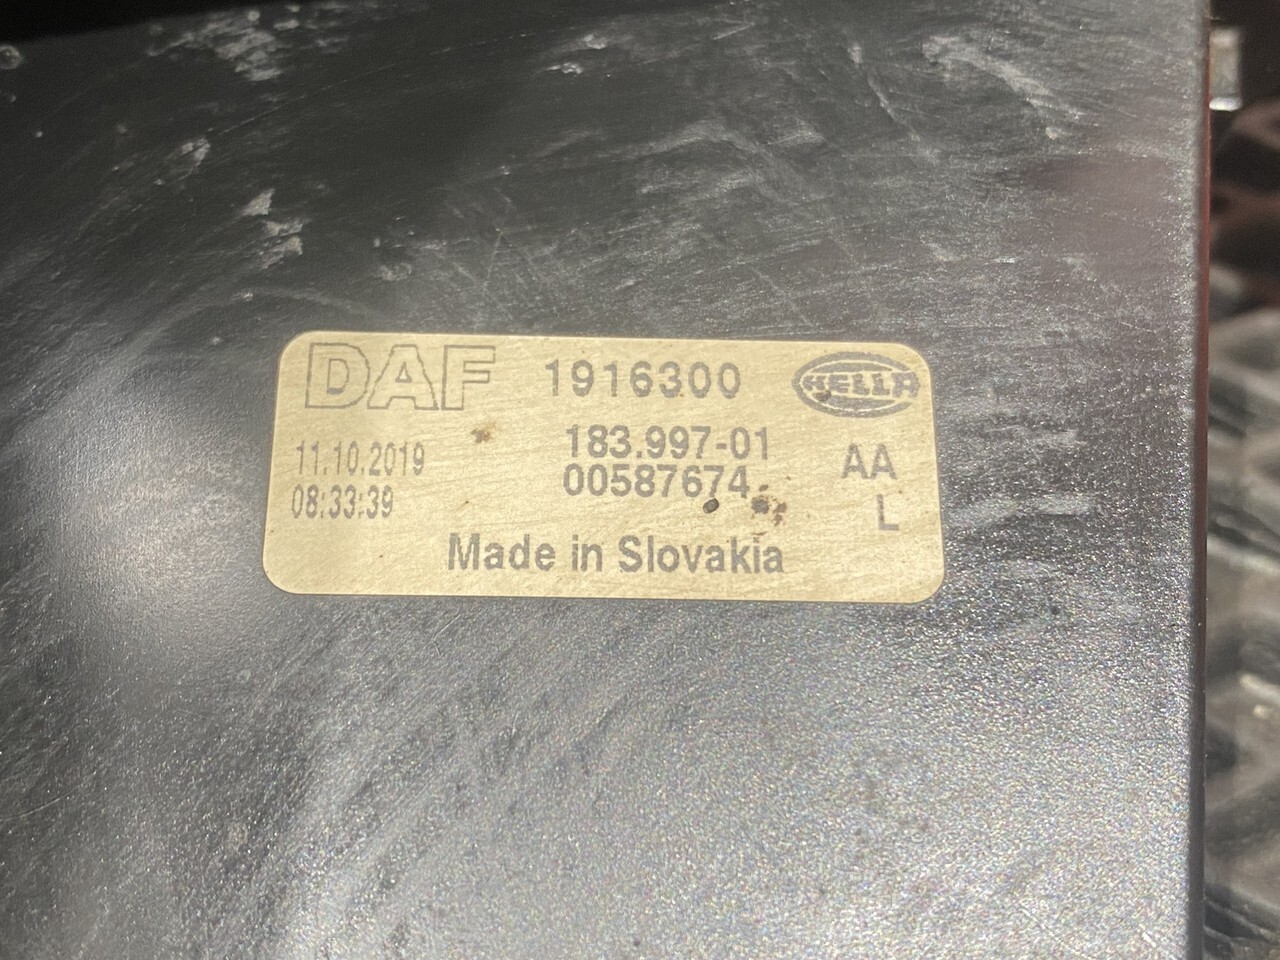 DAF 1916300 HELLA
11.10.2019 183.997-01 AA
08:33:39 00587674 L
Made in Slovakia